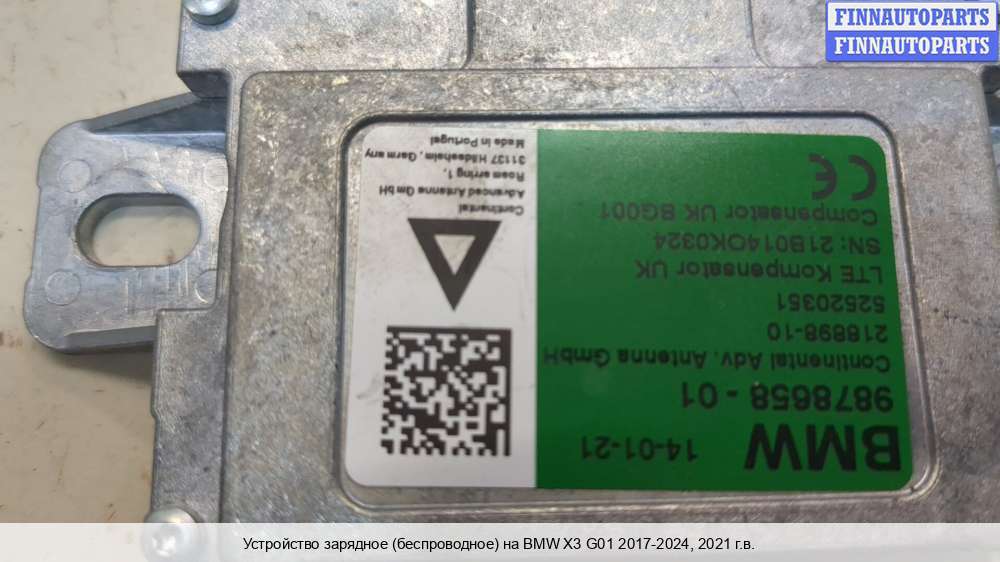 FINNAUTOPARTS
FINNAUTOPARTS
BMW 14-01-21
9878658 - 01
Continental Adv. Antenna GmbH
218898-10
52520351
LTE Kompensator UK
SN: 21B014OK0324
Compensator UK BG001
CE
Continental
Advanced Antenna GmbH
Roemerring 1,
31137 Hildesheim, Germany
Made in Portugal
Устройство зарядное (беспроводное) на BMW X3 G01 2017-2024, 2021 г.в.